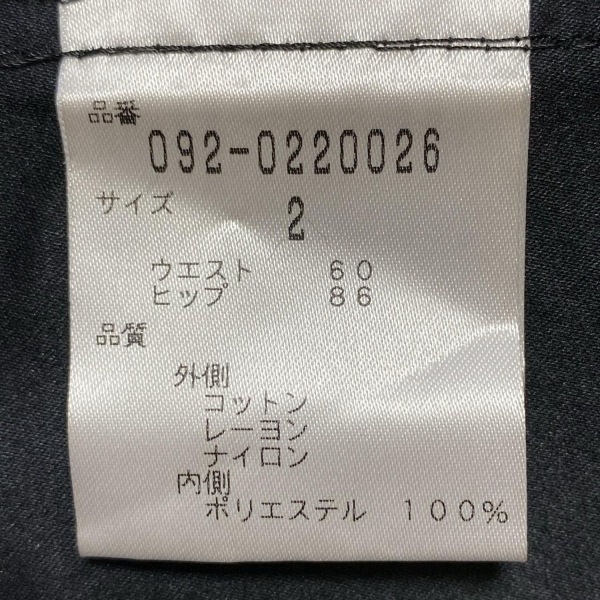 品番
092-0220026
サイズ 2
ウエスト 60
ヒップ 86
品質
外側
コットン
レーヨン
ナイロン
内側
ポリエステル 100%